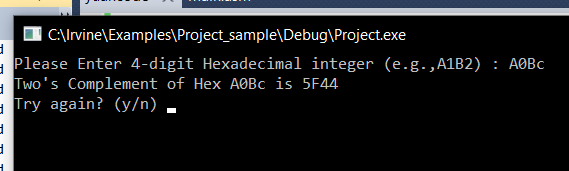 C:\Irvine\Examples\Project_sample\Debug\Project.exe
Please Enter 4-digit Hexadecimal integer (e.g.,A1B2) : A0Bc
Two's Complement of Hex A0Bc is 5F44
Try again? (y/n)